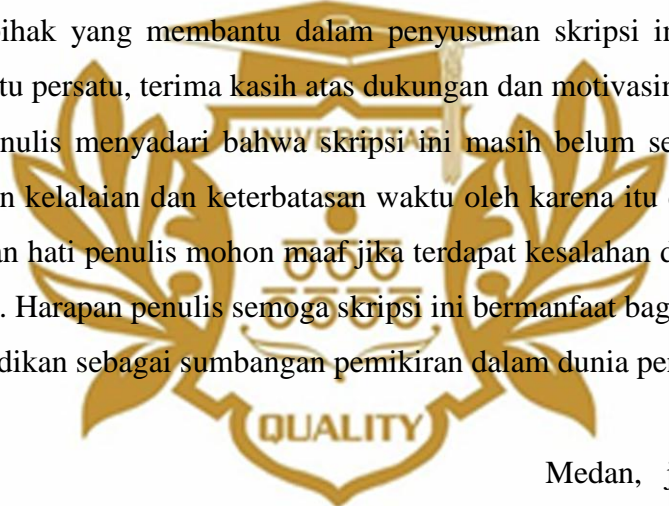 pihak yang membantu dalam penyusunan skripsi in
tu persatu, terima kasih atas dukungan dan motivasin
nulis menyadari bahwa skripsi ini masih belum se
UNIVERSITAS
n kelalaian dan keterbatasan waktu oleh karena itu
an hati penulis mohon maaf jika terdapat kesalahan d
. Harapan penulis semoga skripsi ini bermanfaat bag
dikan sebagai sumbangan pemikiran dalam dunia pe
QUALITY
Medan, j